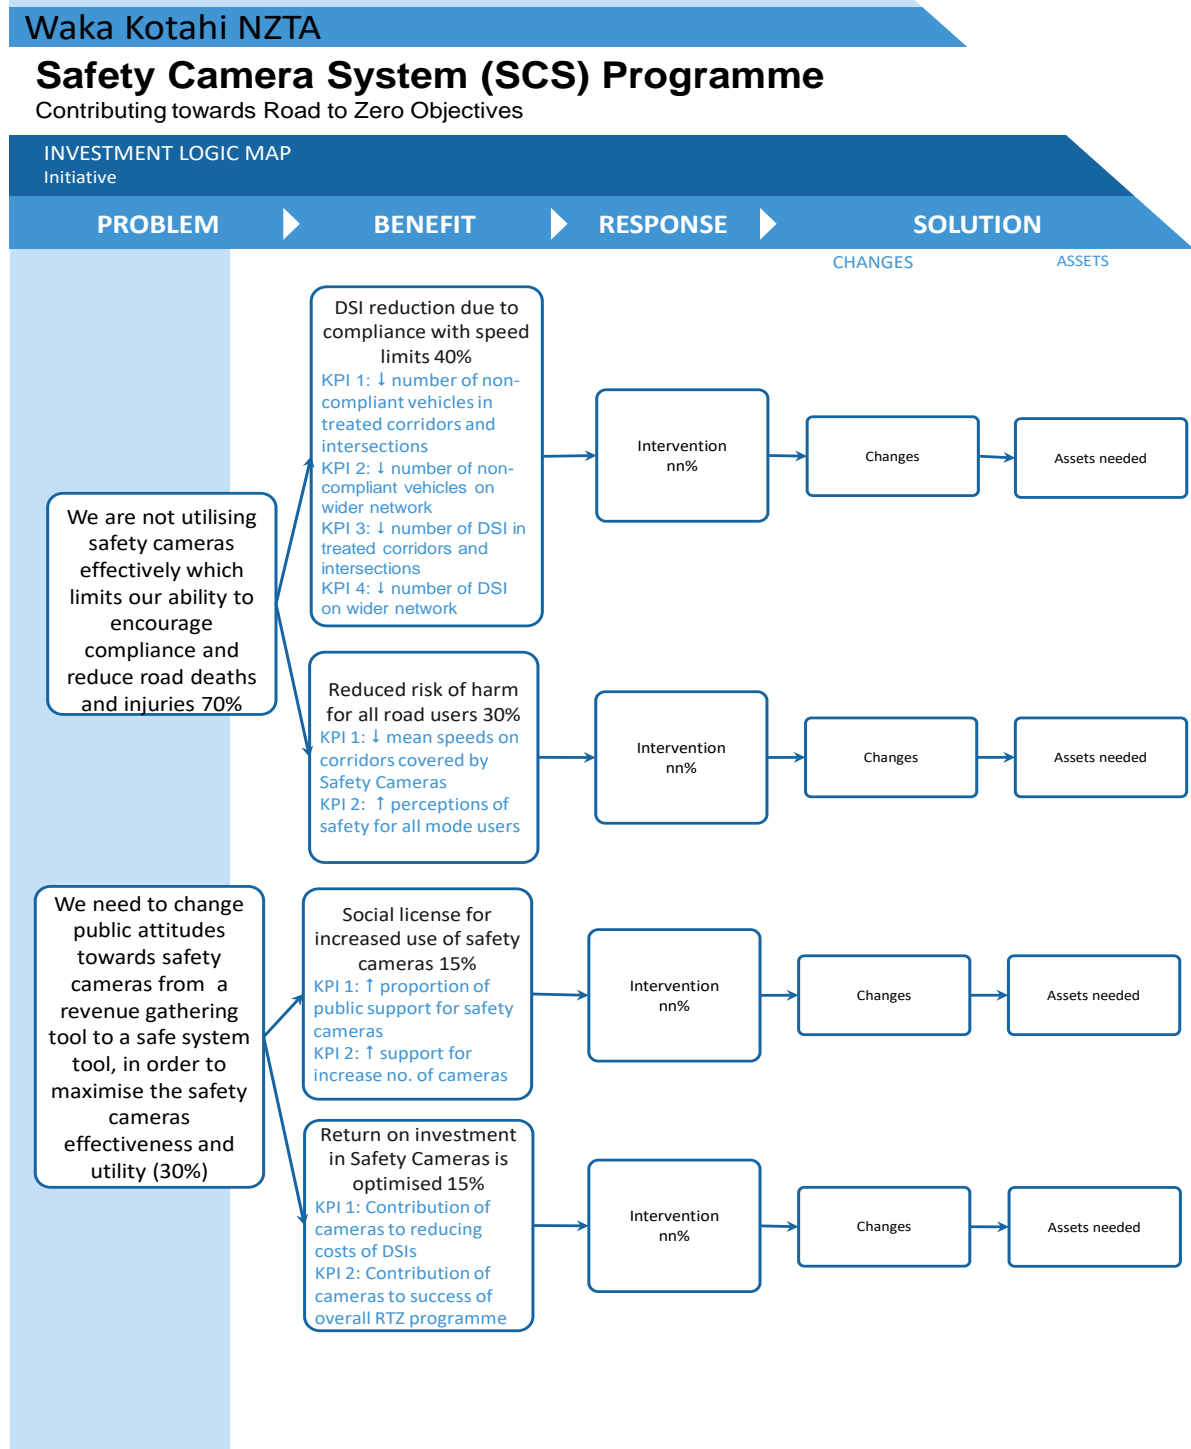 Waka Kotahi NZTA
Safety Camera System (SCS) Programme
Contributing towards Road to Zero Objectives
INVESTMENT LOGIC MAP
Initiative
PROBLEM
BENEFIT
RESPONSE
SOLUTION
CHANGES
ASSETS
We are not utilising
safety cameras
effectively which
limits our ability to
encourage
compliance and
reduce road deaths
and injuries 70%
DSI reduction due to
compliance with speed
limits 40%
KPI 1: ↓ number of non-
compliant vehicles in
treated corridors and
intersections
KPI 2: ↓ number of non-
compliant vehicles on
wider network
KPI 3: ↓ number of DSI in
treated corridors and
intersections
KPI 4: ↓ number of DSI
on wider network
Intervention
nn%
Changes
Assets needed
Reduced risk of harm
for all road users 30%
KPI 1: ↓ mean speeds on
corridors covered by
Safety Cameras
KPI 2: ↑ perceptions of
safety for all mode users
Intervention
nn%
Changes
Assets needed
We need to change
public attitudes
towards safety
cameras from a
revenue gathering
tool to a safe system
tool, in order to
maximise the safety
cameras
effectiveness and
utility (30%)
Social license for
increased use of safety
cameras 15%
KPI 1: ↑ proportion of
public support for safety
cameras
KPI 2: ↑ support for
increase no. of cameras
Intervention
nn%
Changes
Assets needed
Return on investment
in Safety Cameras is
optimised 15%
KPI 1: Contribution of
cameras to reducing
costs of DSIs
KPI 2: Contribution of
cameras to success of
overall RTZ programme
Intervention
nn%
Changes
Assets needed